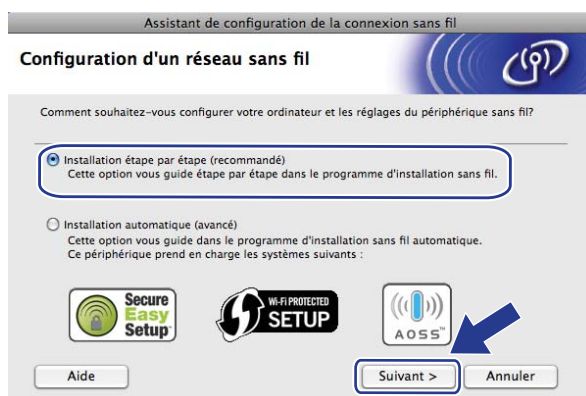 Assistant de configuration de la connexion sans fil
Configuration d'un réseau sans fil
Comment souhaitez-vous configurer votre ordinateur et les réglages du périphérique sans fil?
Installation étape par étape (recommandé)
Cette option vous guide étape par étape dans le programme d'installation sans fil.
Installation automatique (avancé)
Cette option vous guide dans le programme d'installation sans fil automatique.
Ce périphérique prend en charge les systèmes suivants :
Secure
Easy
Setup™
Wi-Fi PROTECTED
SETUP
AOSS™
Aide
Suivant >
Annuler